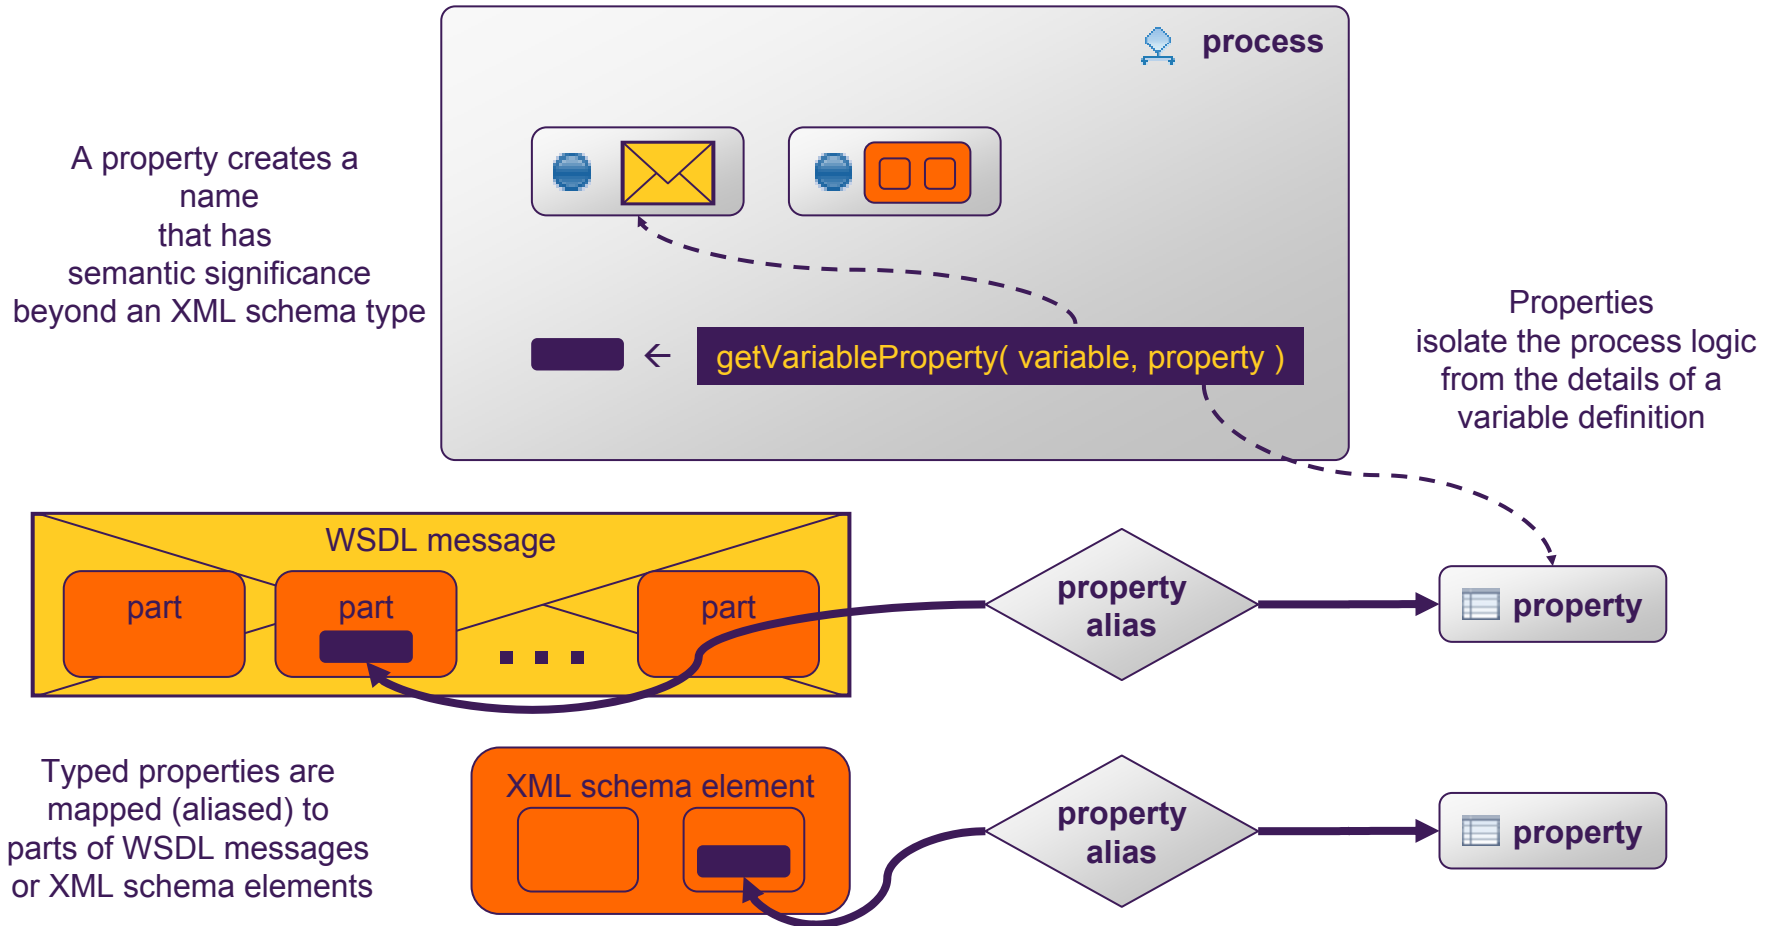 process
A property creates a
name
that has
semantic significance
beyond an XML schema type
getVariableProperty( variable, property )
Properties
isolate the process logic
from the details of a
variable definition
WSDL message
part
part
part
property
alias
property
Typed properties are
mapped (aliased) to
parts of WSDL messages
or XML schema elements
XML schema element
property
alias
property